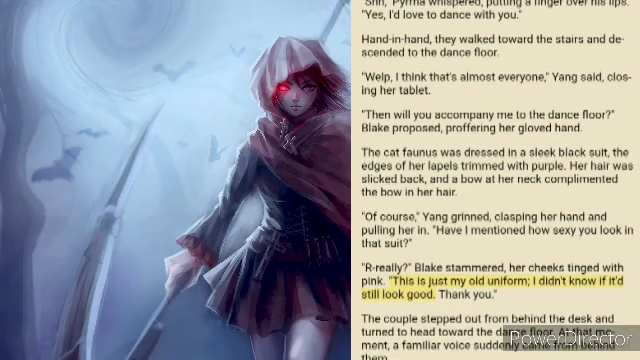 "Shh," Pyrrha whispered, putting a finger over his lips.
"Yes, I'd love to dance with you."
Hand-in-hand, they walked toward the stairs and de-
scended to the dance floor.
"Welp, I think that's almost everyone," Yang said, clos-
ing her tablet.
"Then will you accompany me to the dance floor?"
Blake proposed, proffering her gloved hand.
The cat faunus was dressed in a sleek black suit, the
edges of her lapels trimmed with purple. Her hair was
slicked back, and a bow at her neck complimented
the bow in her hair.
"Of course," Yang grinned, clasping her hand and
pulling her in. "Have I mentioned how sexy you look in
that suit?"
"R-really?" Blake stammered, her cheeks tinged with
pink. "This is just my old uniform; I didn't know if it'd
still look good. Thank you."
The couple stepped out from behind the desk and
turned to head toward the dance floor. At that mo-
ment, a familiar voice suddenly came from behind
them.
PowerDirector